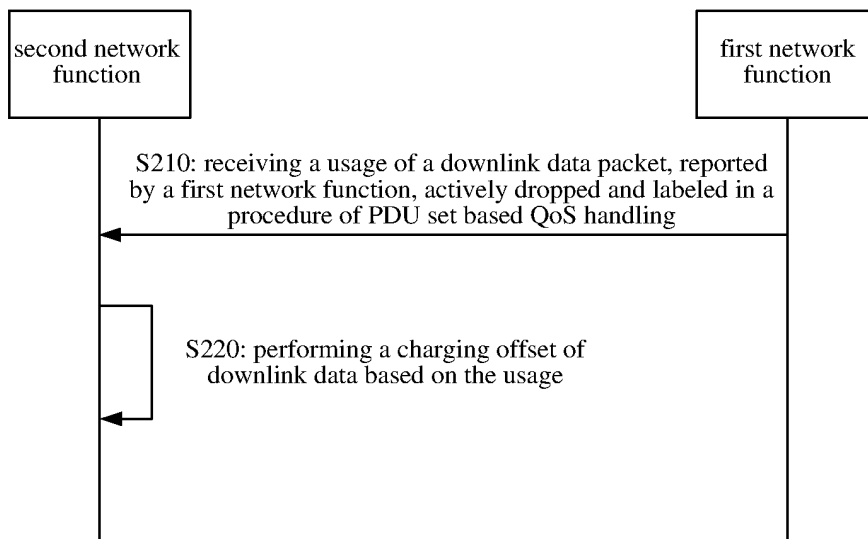 second network
function
first network
function
S210: receiving a usage of a downlink data packet, reported
by a first network function, actively dropped and labeled in a
procedure of PDU set based QoS handling
S220: performing a charging offset of
downlink data based on the usage